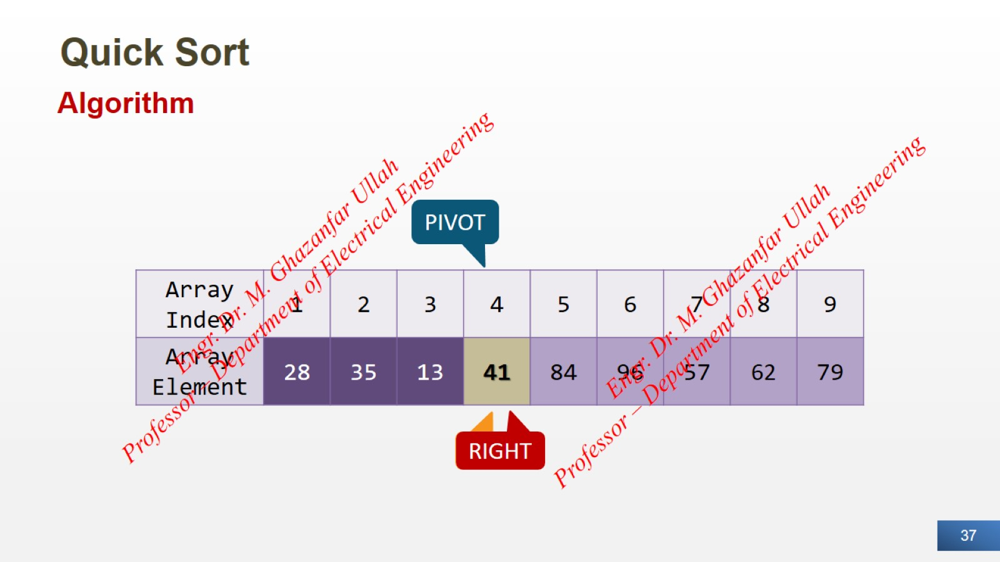 Quick Sort
Algorithm
Engr. Dr. M. Ghazanfar Ullah
Professor – Department of Electrical Engineering
Engr. Dr. M. Ghazanfar Ullah
Professor – Department of Electrical Engineering
PIVOT
Array Index 1 2 3 4 5 6 7 8 9
Array Element 28 35 13 41 84 96 57 62 79
RIGHT
37